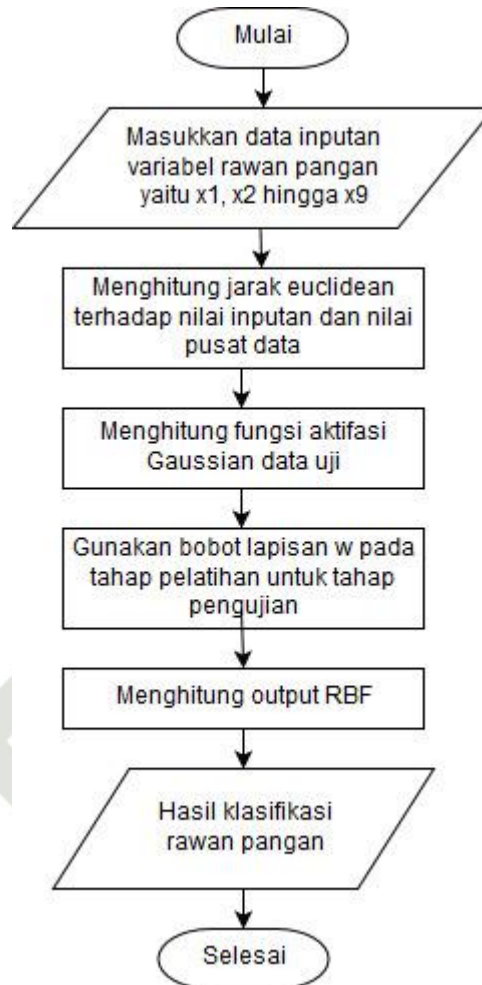 Mulai
Masukkan data inputan
variabel rawan pangan
yaitu x1, x2 hingga x9
Menghitung jarak euclidean
terhadap nilai inputan dan nilai
pusat data
Menghitung fungsi aktifasi
Gaussian data uji
Gunakan bobot lapisan w pada
tahap pelatihan untuk tahap
pengujian
Menghitung output RBF
Hasil klasifikasi
rawan pangan
Selesai